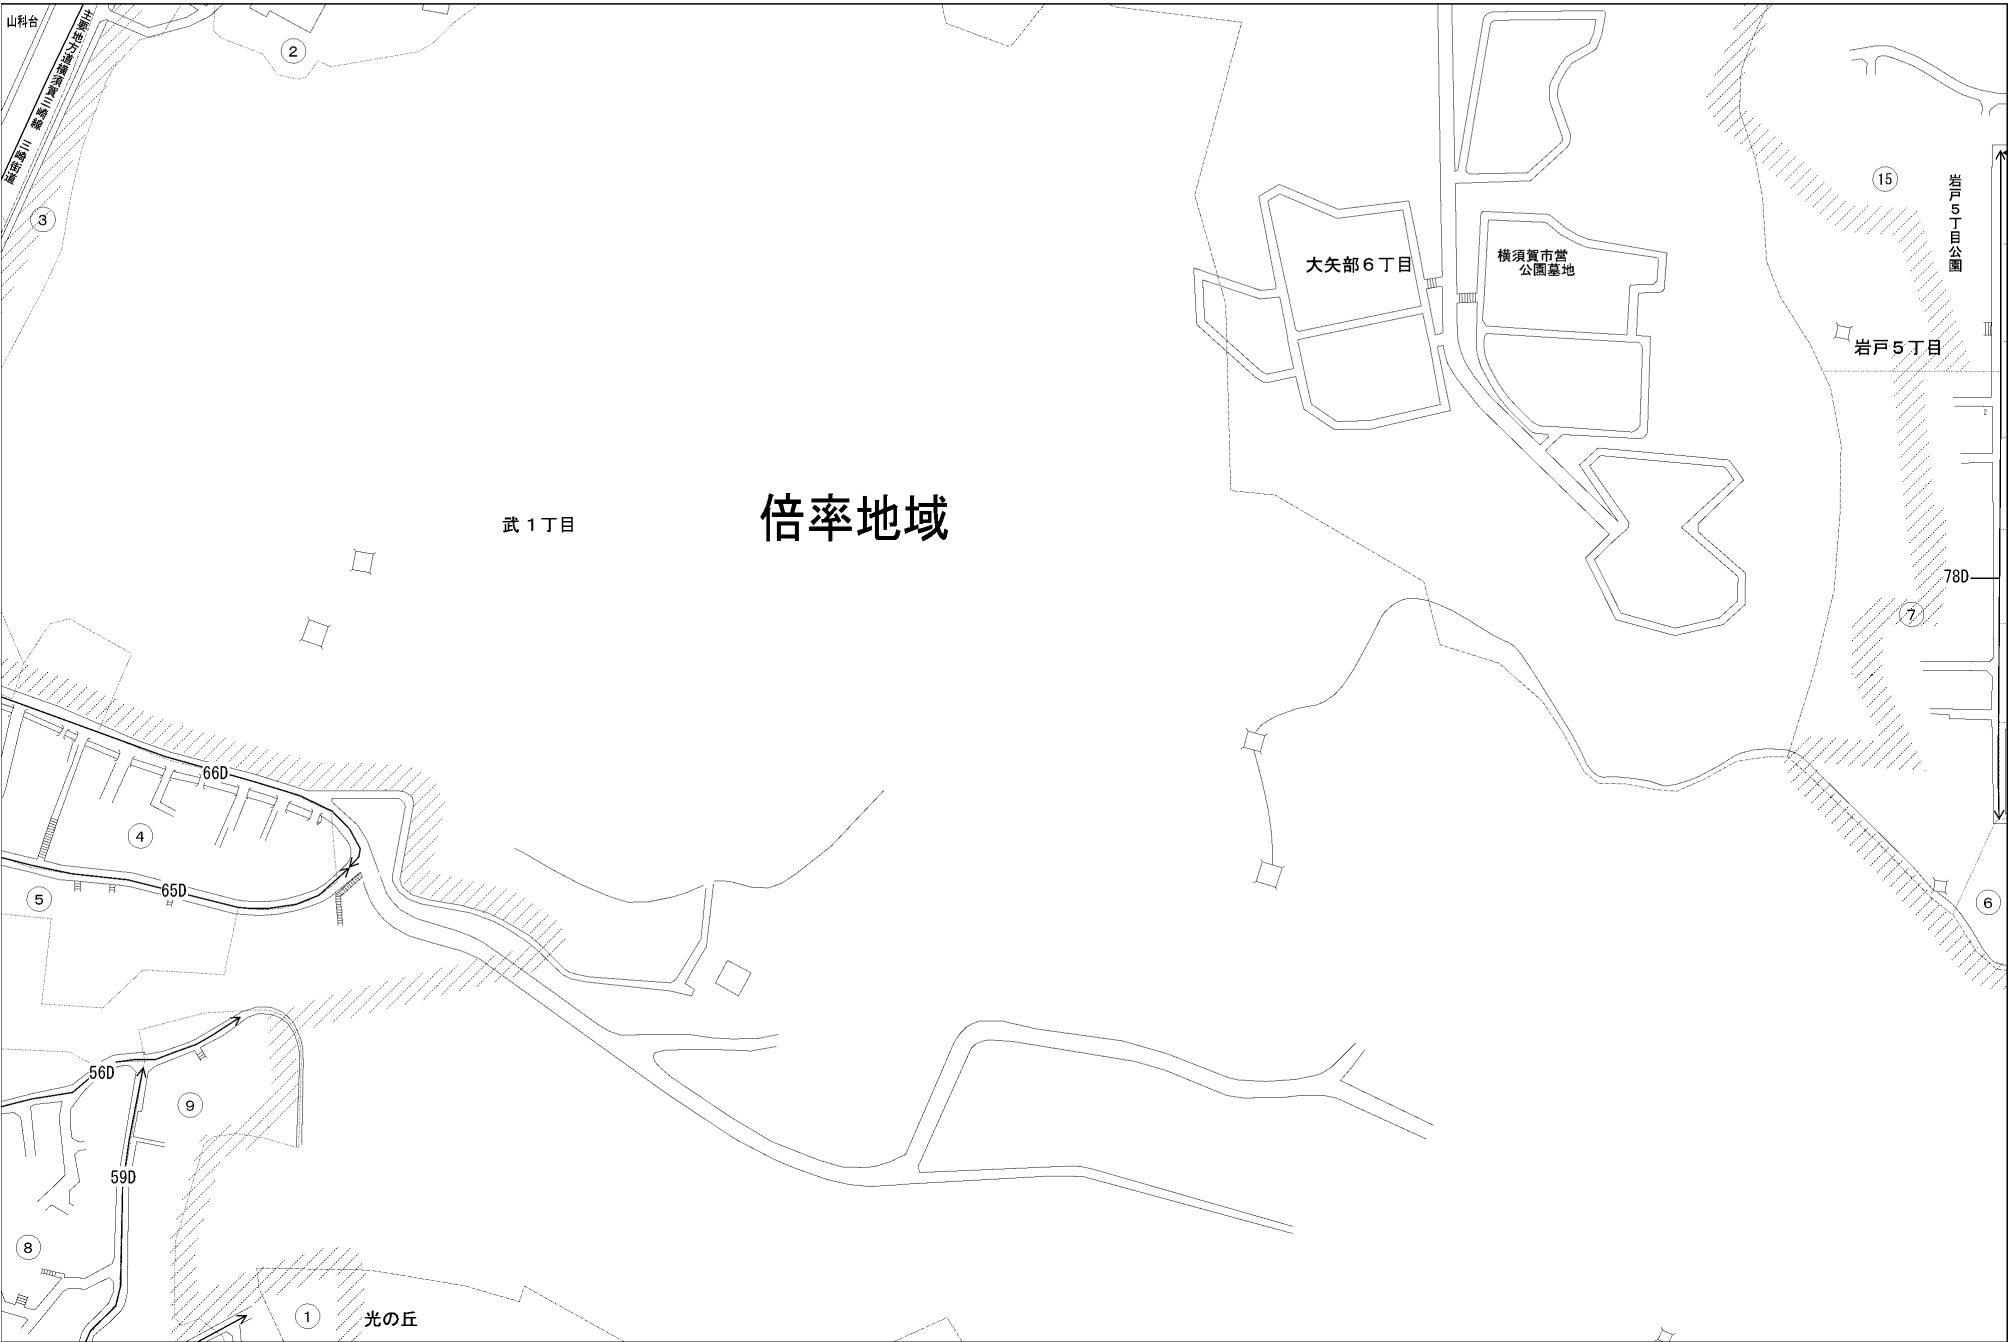 山科台
主要地方道横須賀三崎線 三崎街道
2
3
15
岩戸5丁目公園
大矢部6丁目
横須賀市営
公園墓地
岩戸5丁目
2
倍率地域
武1丁目
78D
7
66D
4
65D
5
6
56D
9
59D
8
1
光の丘